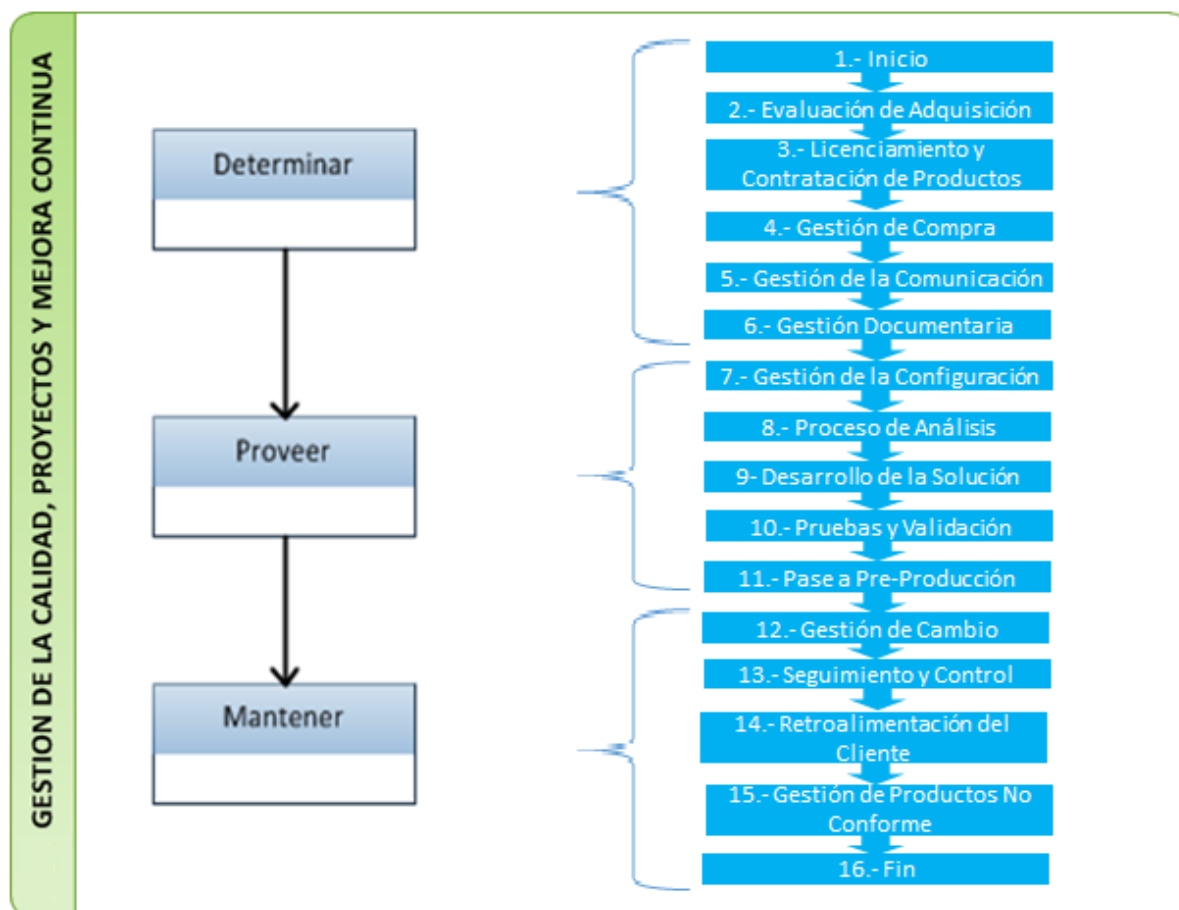 GESTION DE LA CALIDAD, PROYECTOS Y MEJORA CONTINUA
Determinar
Proveer
Mantener
1.- Inicio
2.- Evaluación de Adquisición
3.- Licenciamiento y
Contratación de Productos
4.- Gestión de Compra
5.- Gestión de la Comunicación
6.- Gestión Documentaria
7.- Gestión de la Configuración
8.- Proceso de Análisis
9- Desarrollo de la Solución
10.- Pruebas y Validación
11.- Pase a Pre-Producción
12.- Gestión de Cambio
13.- Seguimiento y Control
14.- Retroalimentación del
Cliente
15.- Gestión de Productos No
Conforme
16.- Fin